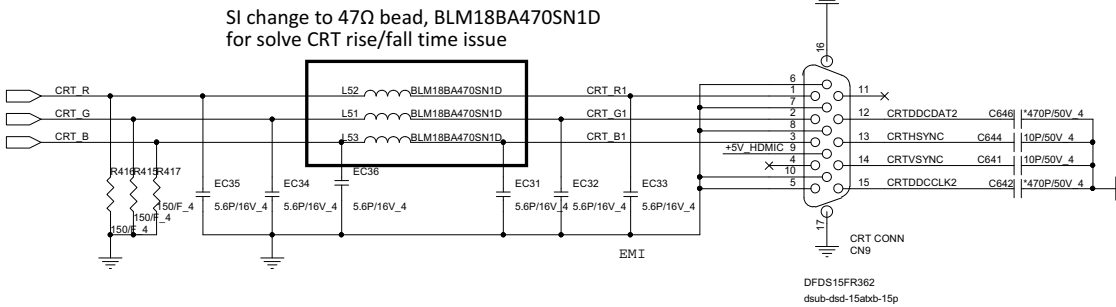 SI change to 47Ω bead, BLM18BA470SN1D
for solve CRT rise/fall time issue
16
CRT_R
L52
BLM18BA470SN1D
CRT_R1
6
1
11
7
CRT_G
L51
BLM18BA470SN1D
CRT_G1
2
12
CRTDDCDAT2
C646
*470P/50V_4
8
CRT_B
L53
BLM18BA470SN1D
CRT_B1
3
13
CRTHSYNC
C644
10P/50V_4
+5V_HDMIC
9
4
14
CRTVSYNC
C641
10P/50V_4
10
5
15
CRTDDCCLK2
C642
*470P/50V_4
R416
R415
R417
EC35
EC34
EC36
EC31
EC32
EC33
150/F_4
5.6P/16V_4
5.6P/16V_4
5.6P/16V_4
5.6P/16V_4
5.6P/16V_4
5.6P/16V_4
150/F_4
150/F_4
17
EMI
CRT CONN
CN9
DFDS15FR362
dsub-dsd-15atxb-15p